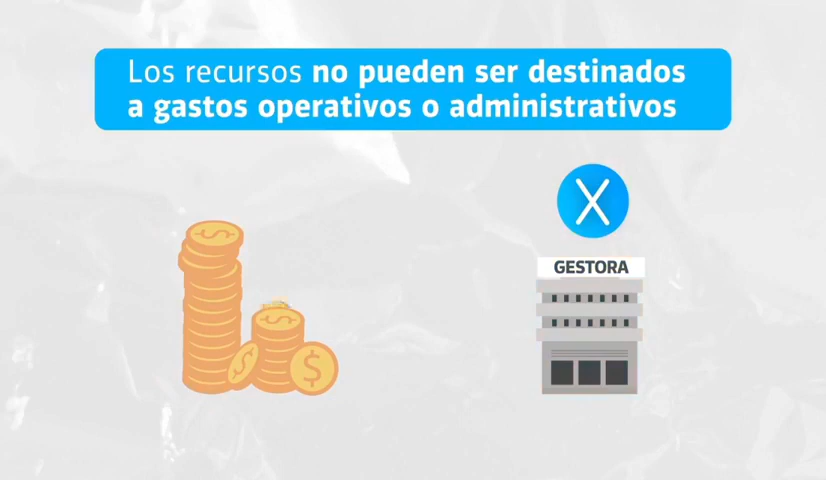 Los recursos no pueden ser destinados
a gastos operativos o administrativos
X
GESTORA